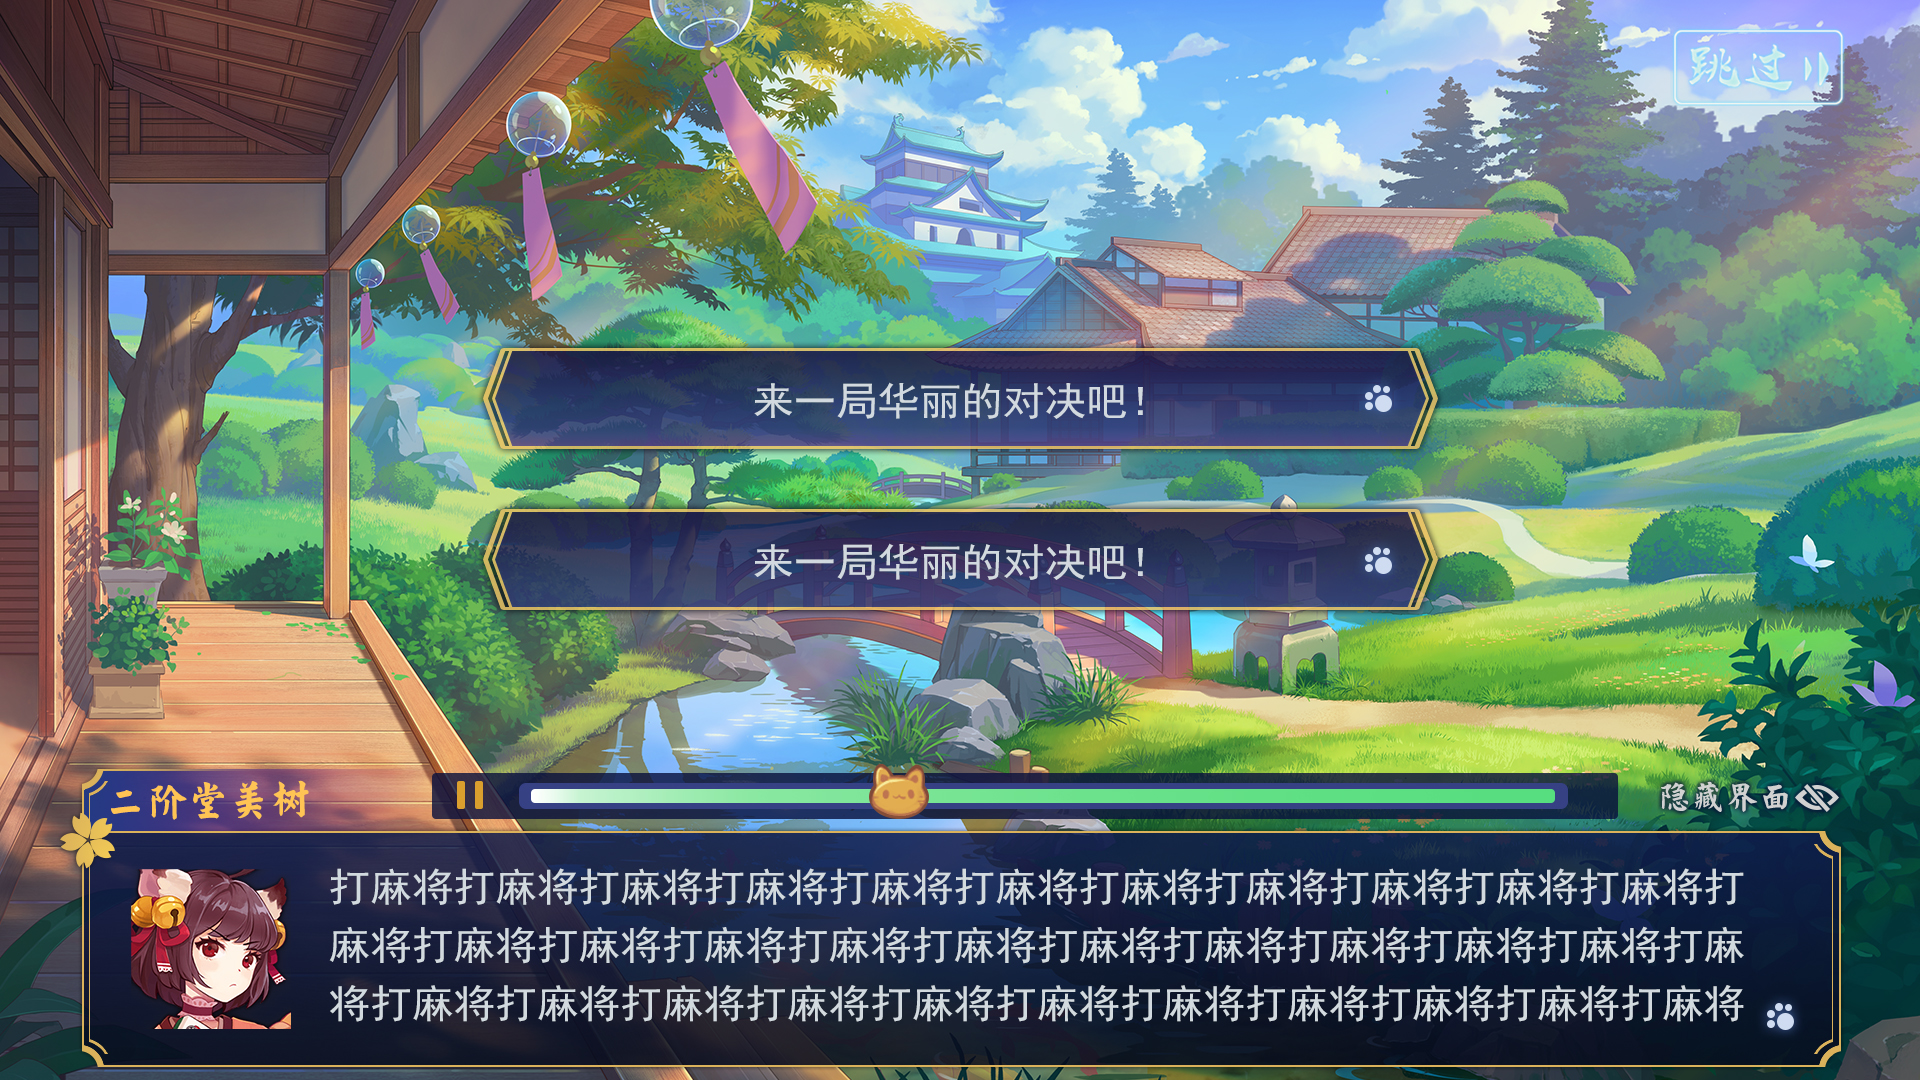 跳过
来一局华丽的对决吧！
来一局华丽的对决吧！
二阶堂美树
隐藏界面
打麻将打麻将打麻将打麻将打麻将打麻将打麻将打麻将打麻将打麻将打麻将打
麻将打麻将打麻将打麻将打麻将打麻将打麻将打麻将打麻将打麻将打麻将打麻
将打麻将打麻将打麻将打麻将打麻将打麻将打麻将打麻将打麻将打麻将打麻将